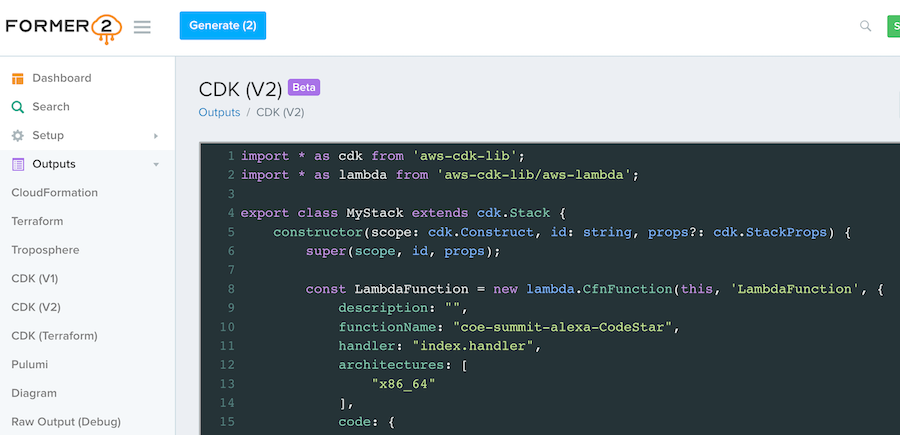 FORMER 2
Generate (2)
S
Dashboard
Search
Setup
Outputs
CloudFormation
Terraform
Troposphere
CDK (V1)
CDK (V2)
CDK (Terraform)
Pulumi
Diagram
Raw Output (Debug)
CDK (V2) Beta
Outputs / CDK (V2)
1 import * as cdk from 'aws-cdk-lib';
2 import * as lambda from 'aws-cdk-lib/aws-lambda';
3
4 export class MyStack extends cdk.Stack {
5     constructor(scope: cdk.Construct, id: string, props?: cdk.StackProps) {
6         super(scope, id, props);
7
8         const LambdaFunction = new lambda.CfnFunction(this, 'LambdaFunction', {
9             description: "",
10             functionName: "coe-summit-alexa-CodeStar",
11             handler: "index.handler",
12             architectures: [
13                 "x86_64"
14             ],
15             code: {